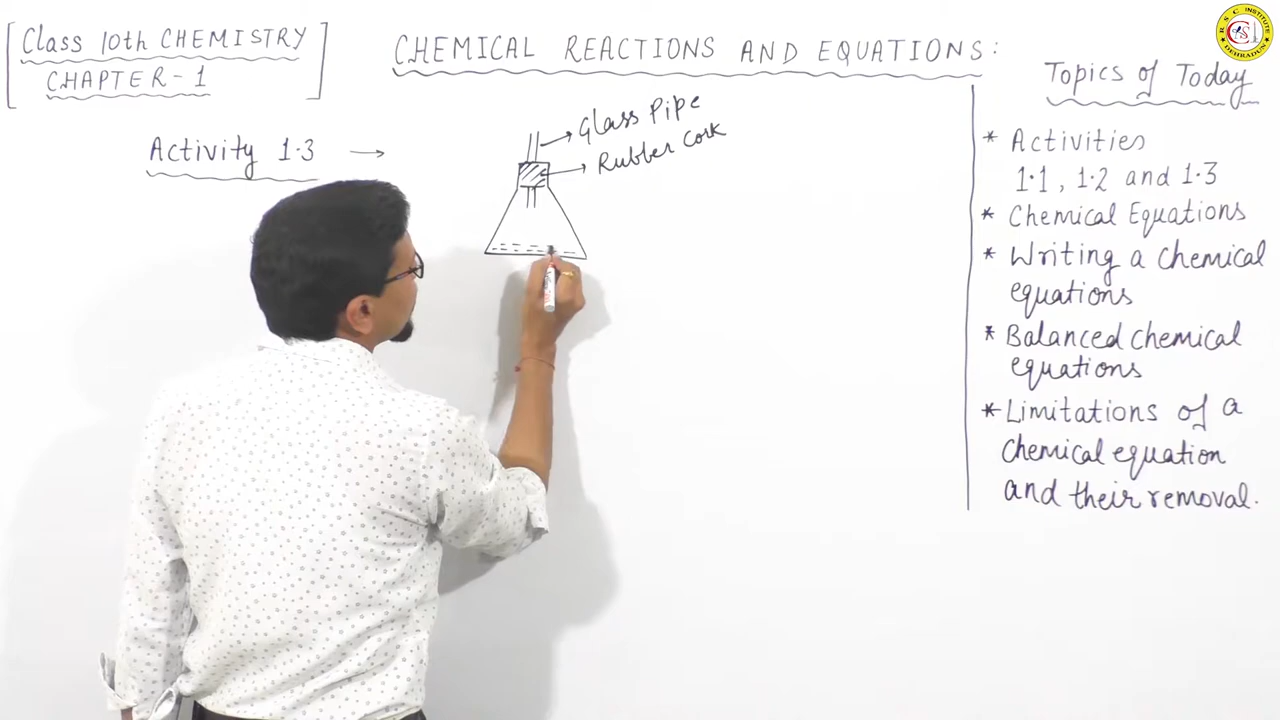 Class 10th CHEMISTRY
CHAPTER-1
CHEMICAL REACTIONS AND EQUATIONS:
Activity 1.3 →
Glass Pipe
Rubber Cork
Topics of Today
* Activities
1.1, 1.2 and 1.3
* Chemical Equations
* Writing a chemical
equations
* Balanced chemical
equations
* Limitations of a
chemical equation
and their removal.
R S C INSTITUTE
DEHRADUN